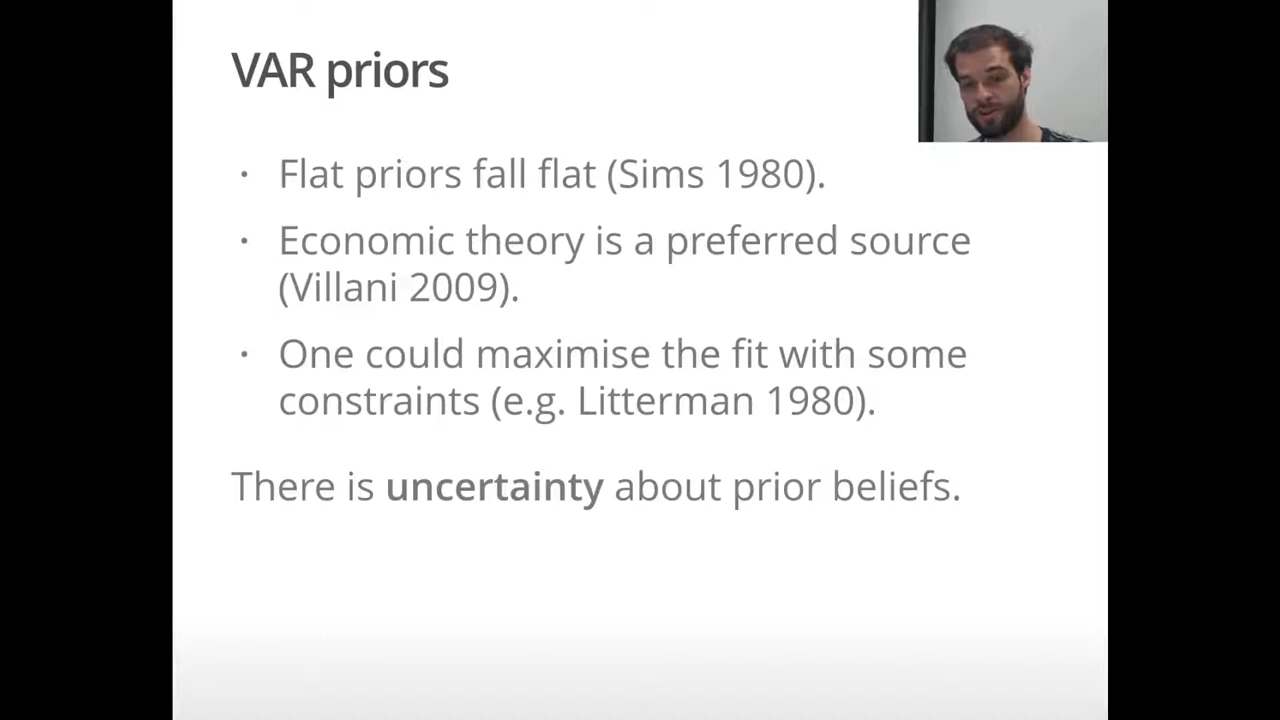 VAR priors
· Flat priors fall flat (Sims 1980).
· Economic theory is a preferred source
(Villani 2009).
· One could maximise the fit with some
constraints (e.g. Litterman 1980).
There is uncertainty about prior beliefs.